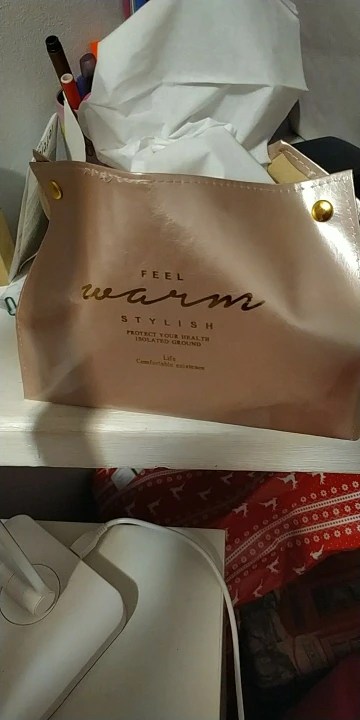 FEEL
warm
STYLISH
PROTECT YOUR HEALTH
ISOLATED GROUND
Life
Comfortable existence